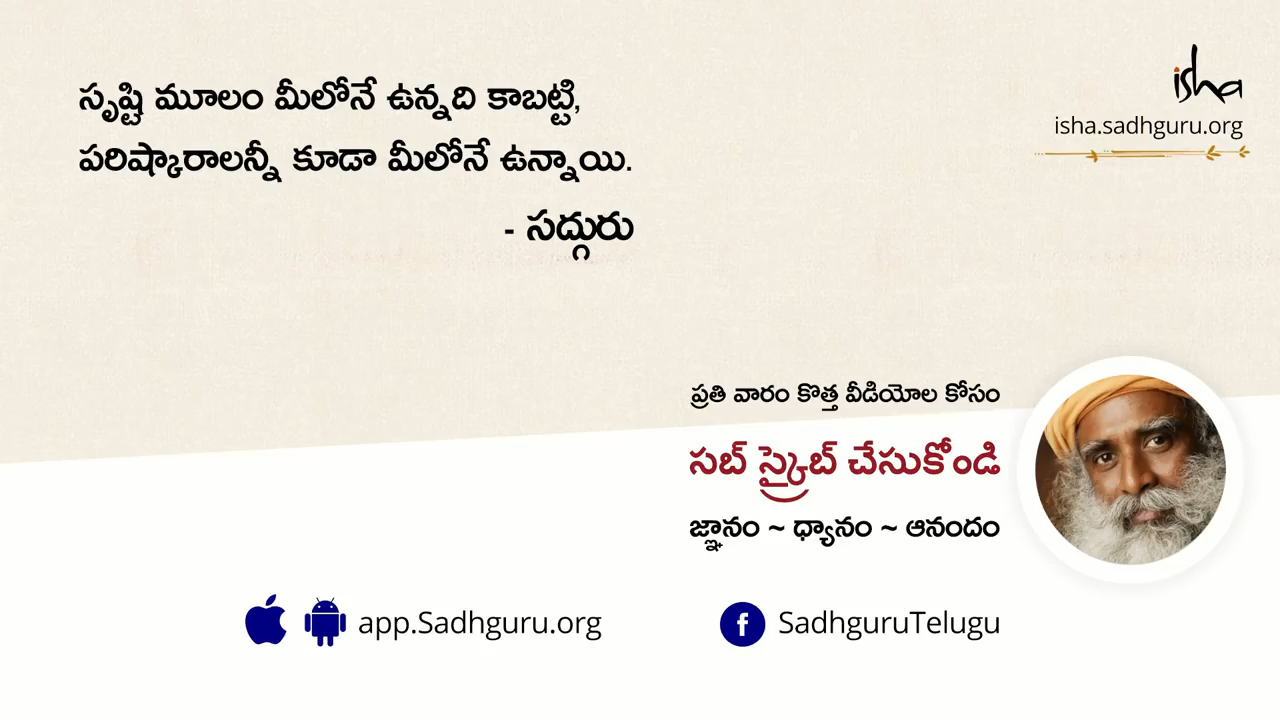 సృష్టి మూలం మీలోనే ఉన్నది కాబట్టి,
పరిష్కారాలన్నీ కూడా మీలోనే ఉన్నాయి.
- సద్గురు
isha
isha.sadhguru.org
ప్రతి వారం కొత్త వీడియోల కోసం
సబ్ స్క్రైబ్ చేసుకోండి
జ్ఞానం ~ ధ్యానం ~ ఆనందం
app.Sadhguru.org
SadhguruTelugu